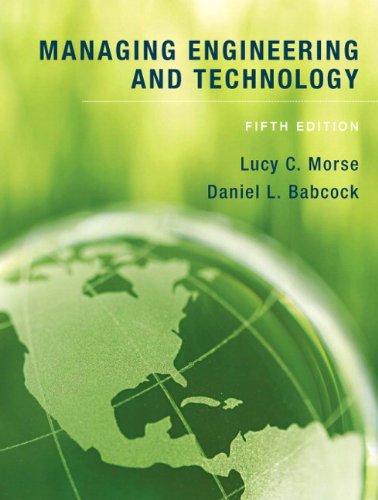 MANAGING ENGINEERING
AND TECHNOLOGY
FIFTH EDITION
Lucy C. Morse
Daniel L. Babcock